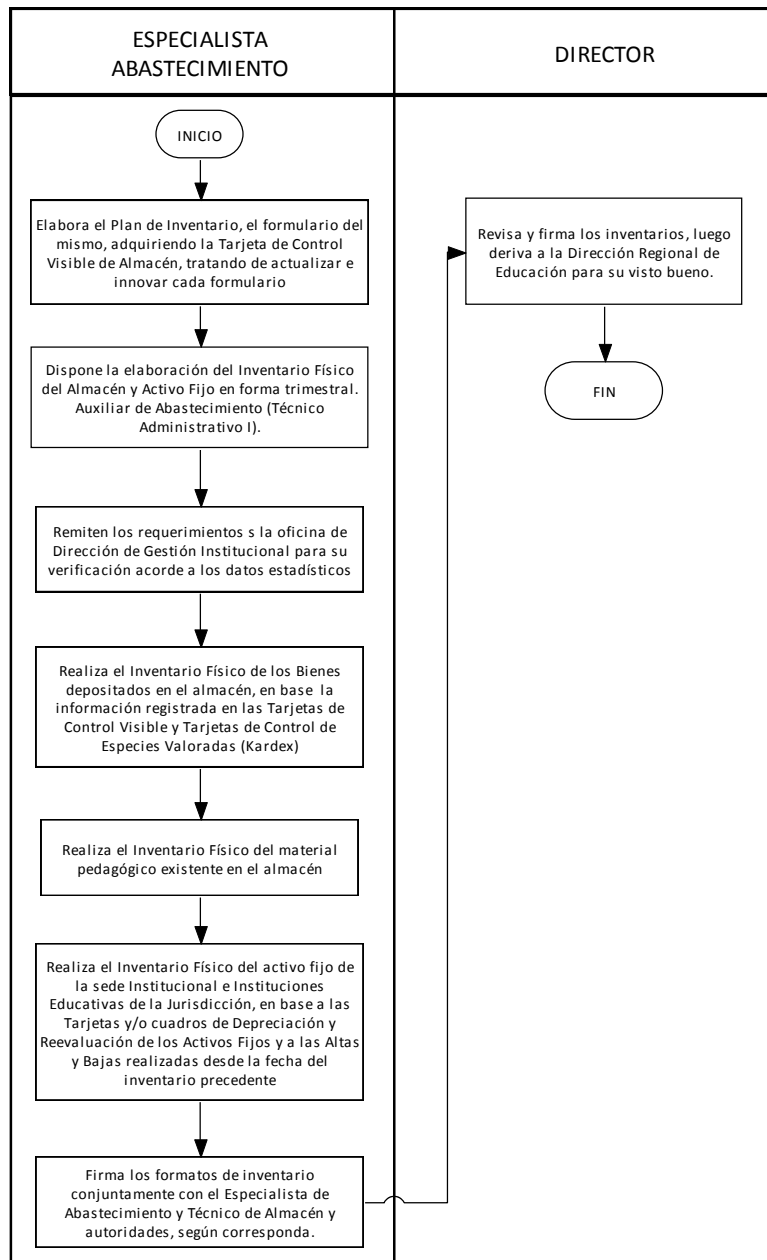 ESPECIALISTA
ABASTECIMIENTO
DIRECTOR
INICIO
Elabora el Plan de Inventario, el formulario del
mismo, adquiriendo la Tarjeta de Control
Visible de Almacén, tratando de actualizar e
innovar cada formulario
Dispone la elaboración del Inventario Físico
del Almacén y Activo Fijo en forma trimestral.
Auxiliar de Abastecimiento (Técnico
Administrativo I).
Remiten los requerimientos s la oficina de
Dirección de Gestión Institucional para su
verificación acorde a los datos estadísticos
Realiza el Inventario Físico de los Bienes
depositados en el almacén, en base la
información registrada en las Tarjetas de
Control Visible y Tarjetas de Control de
Especies Valoradas (Kardex)
Realiza el Inventario Físico del material
pedagógico existente en el almacén
Realiza el Inventario Físico del activo fijo de
la sede Institucional e Instituciones
Educativas de la Jurisdicción, en base a las
Tarjetas y/o cuadros de Depreciación y
Reevaluación de los Activos Fijos y a las Altas
y Bajas realizadas desde la fecha del
inventario precedente
Firma los formatos de inventario
conjuntamente con el Especialista de
Abastecimiento y Técnico de Almacén y
autoridades, según corresponda.
Revisa y firma los inventarios, luego
deriva a la Dirección Regional de
Educación para su visto bueno.
FIN